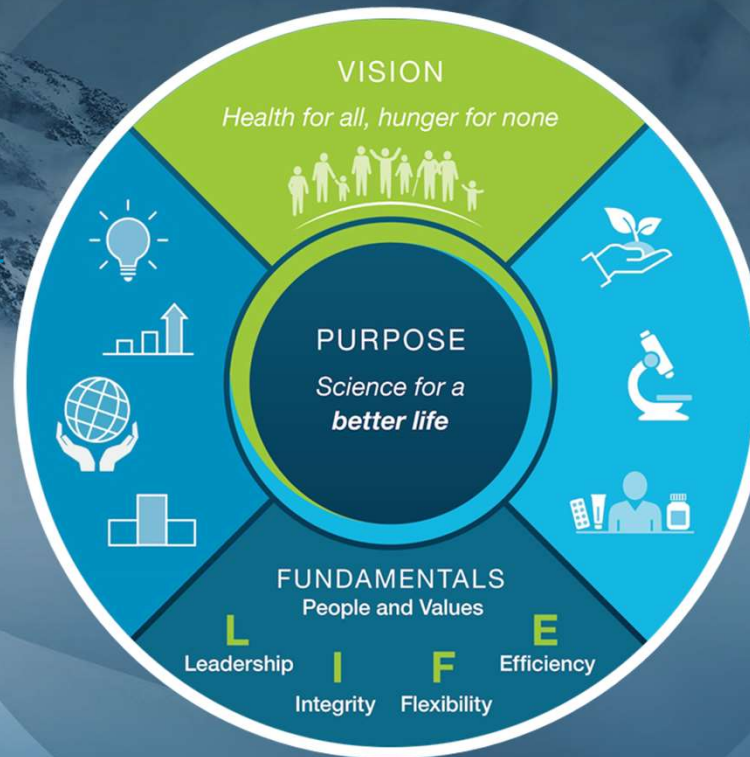 VISION
Health for all, hunger for none
PURPOSE
Science for a
better life
FUNDAMENTALS
People and Values
L
Leadership
I
Integrity
F
Flexibility
E
Efficiency